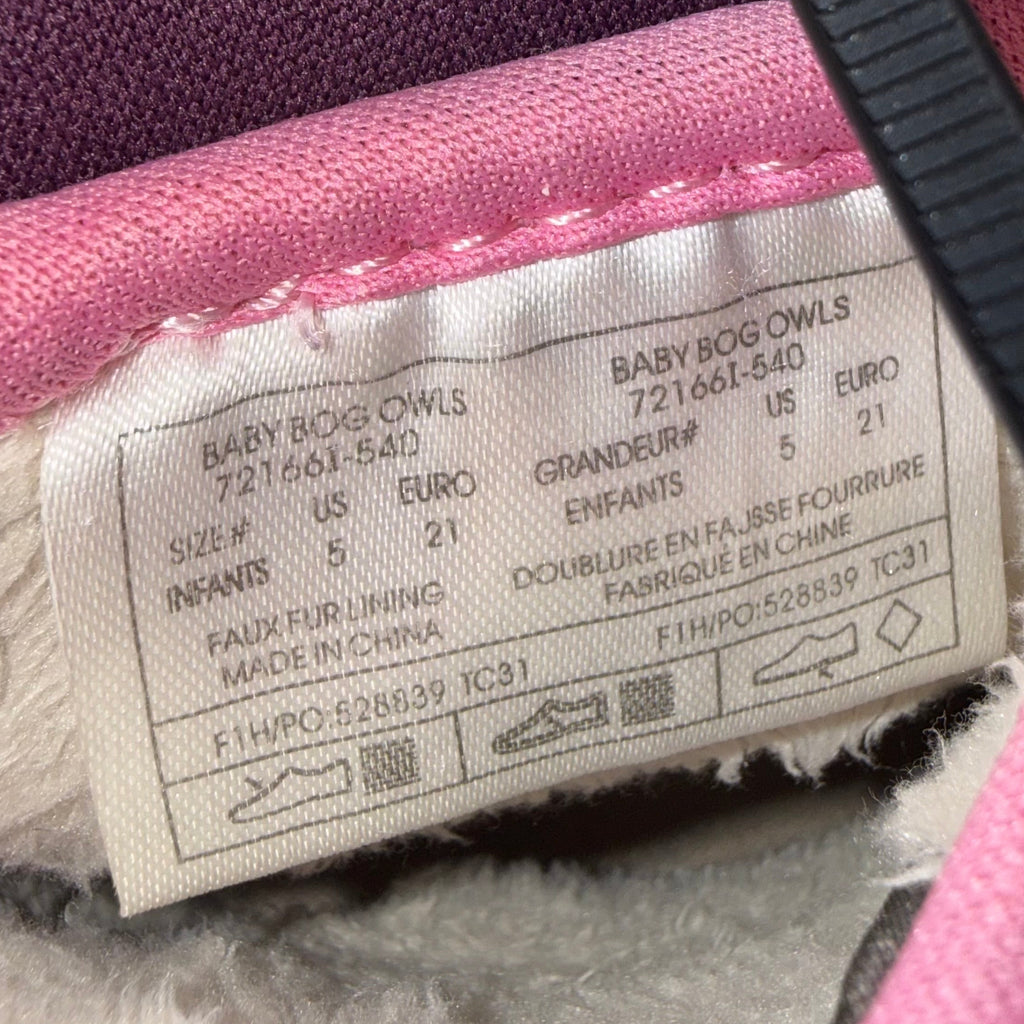 BABY BOG OWLS
72166I-540
US EURO
SIZE# 5 21
INFANTS
FAUX FUR LINING
MADE IN CHINA
F1H/PO:528839 TC31
BABY BOG OWLS
72166I-540
US EURO
GRANDEUR# 5 21
ENFANTS
DOUBLURE EN FAUSSE FOURRURE
FABRIQUÉ EN CHINE
F1H/PO:528839 TC31